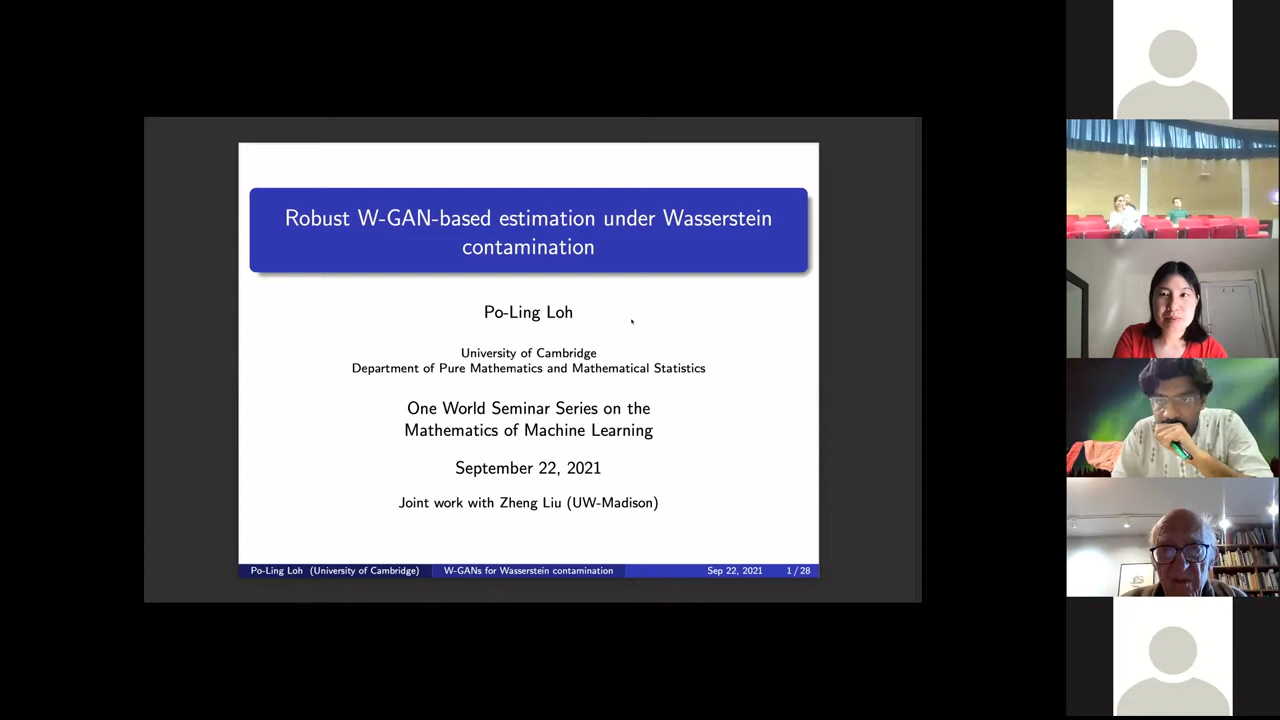 Robust W-GAN-based estimation under Wasserstein
contamination
Po-Ling Loh
University of Cambridge
Department of Pure Mathematics and Mathematical Statistics
One World Seminar Series on the
Mathematics of Machine Learning
September 22, 2021
Joint work with Zheng Liu (UW-Madison)
Po-Ling Loh (University of Cambridge) W-GANs for Wasserstein contamination Sep 22, 2021 1 / 28